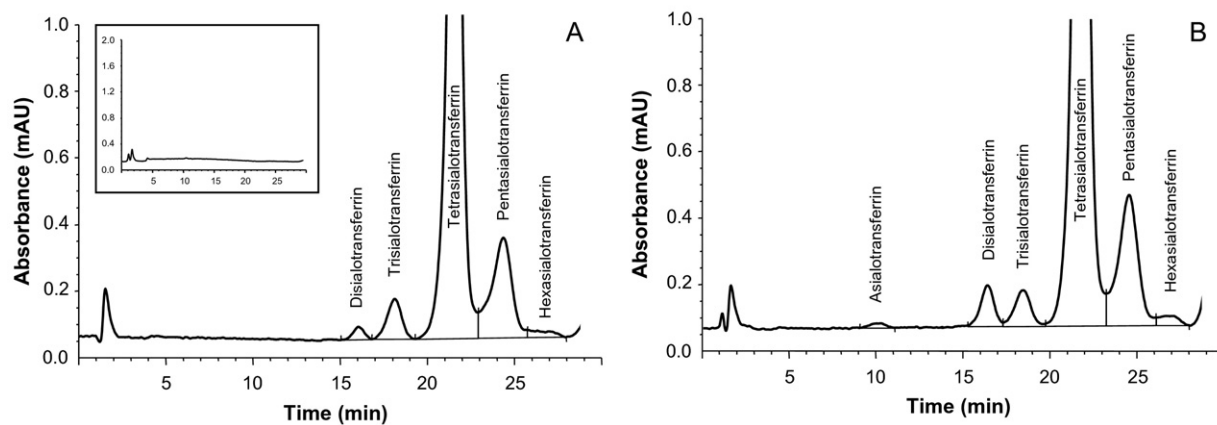 A
Absorbance (mAU)
1.0
0.8
0.6
0.4
0.2
0.0
2.0
1.6
1.2
0.8
0.4
0.0
5 10 15 20 25 30
Disialotransferrin
Trisialotransferrin
Tetrasialotransferrin
Pentasialotransferrin
Hexasialotransferrin
5 10 15 20 25
Time (min)
B
Absorbance (mAU)
1.0
0.8
0.6
0.4
0.2
0.0
Asialotransferrin
Disialotransferrin
Trisialotransferrin
Tetrasialotransferrin
Pentasialotransferrin
Hexasialotransferrin
5 10 15 20 25
Time (min)